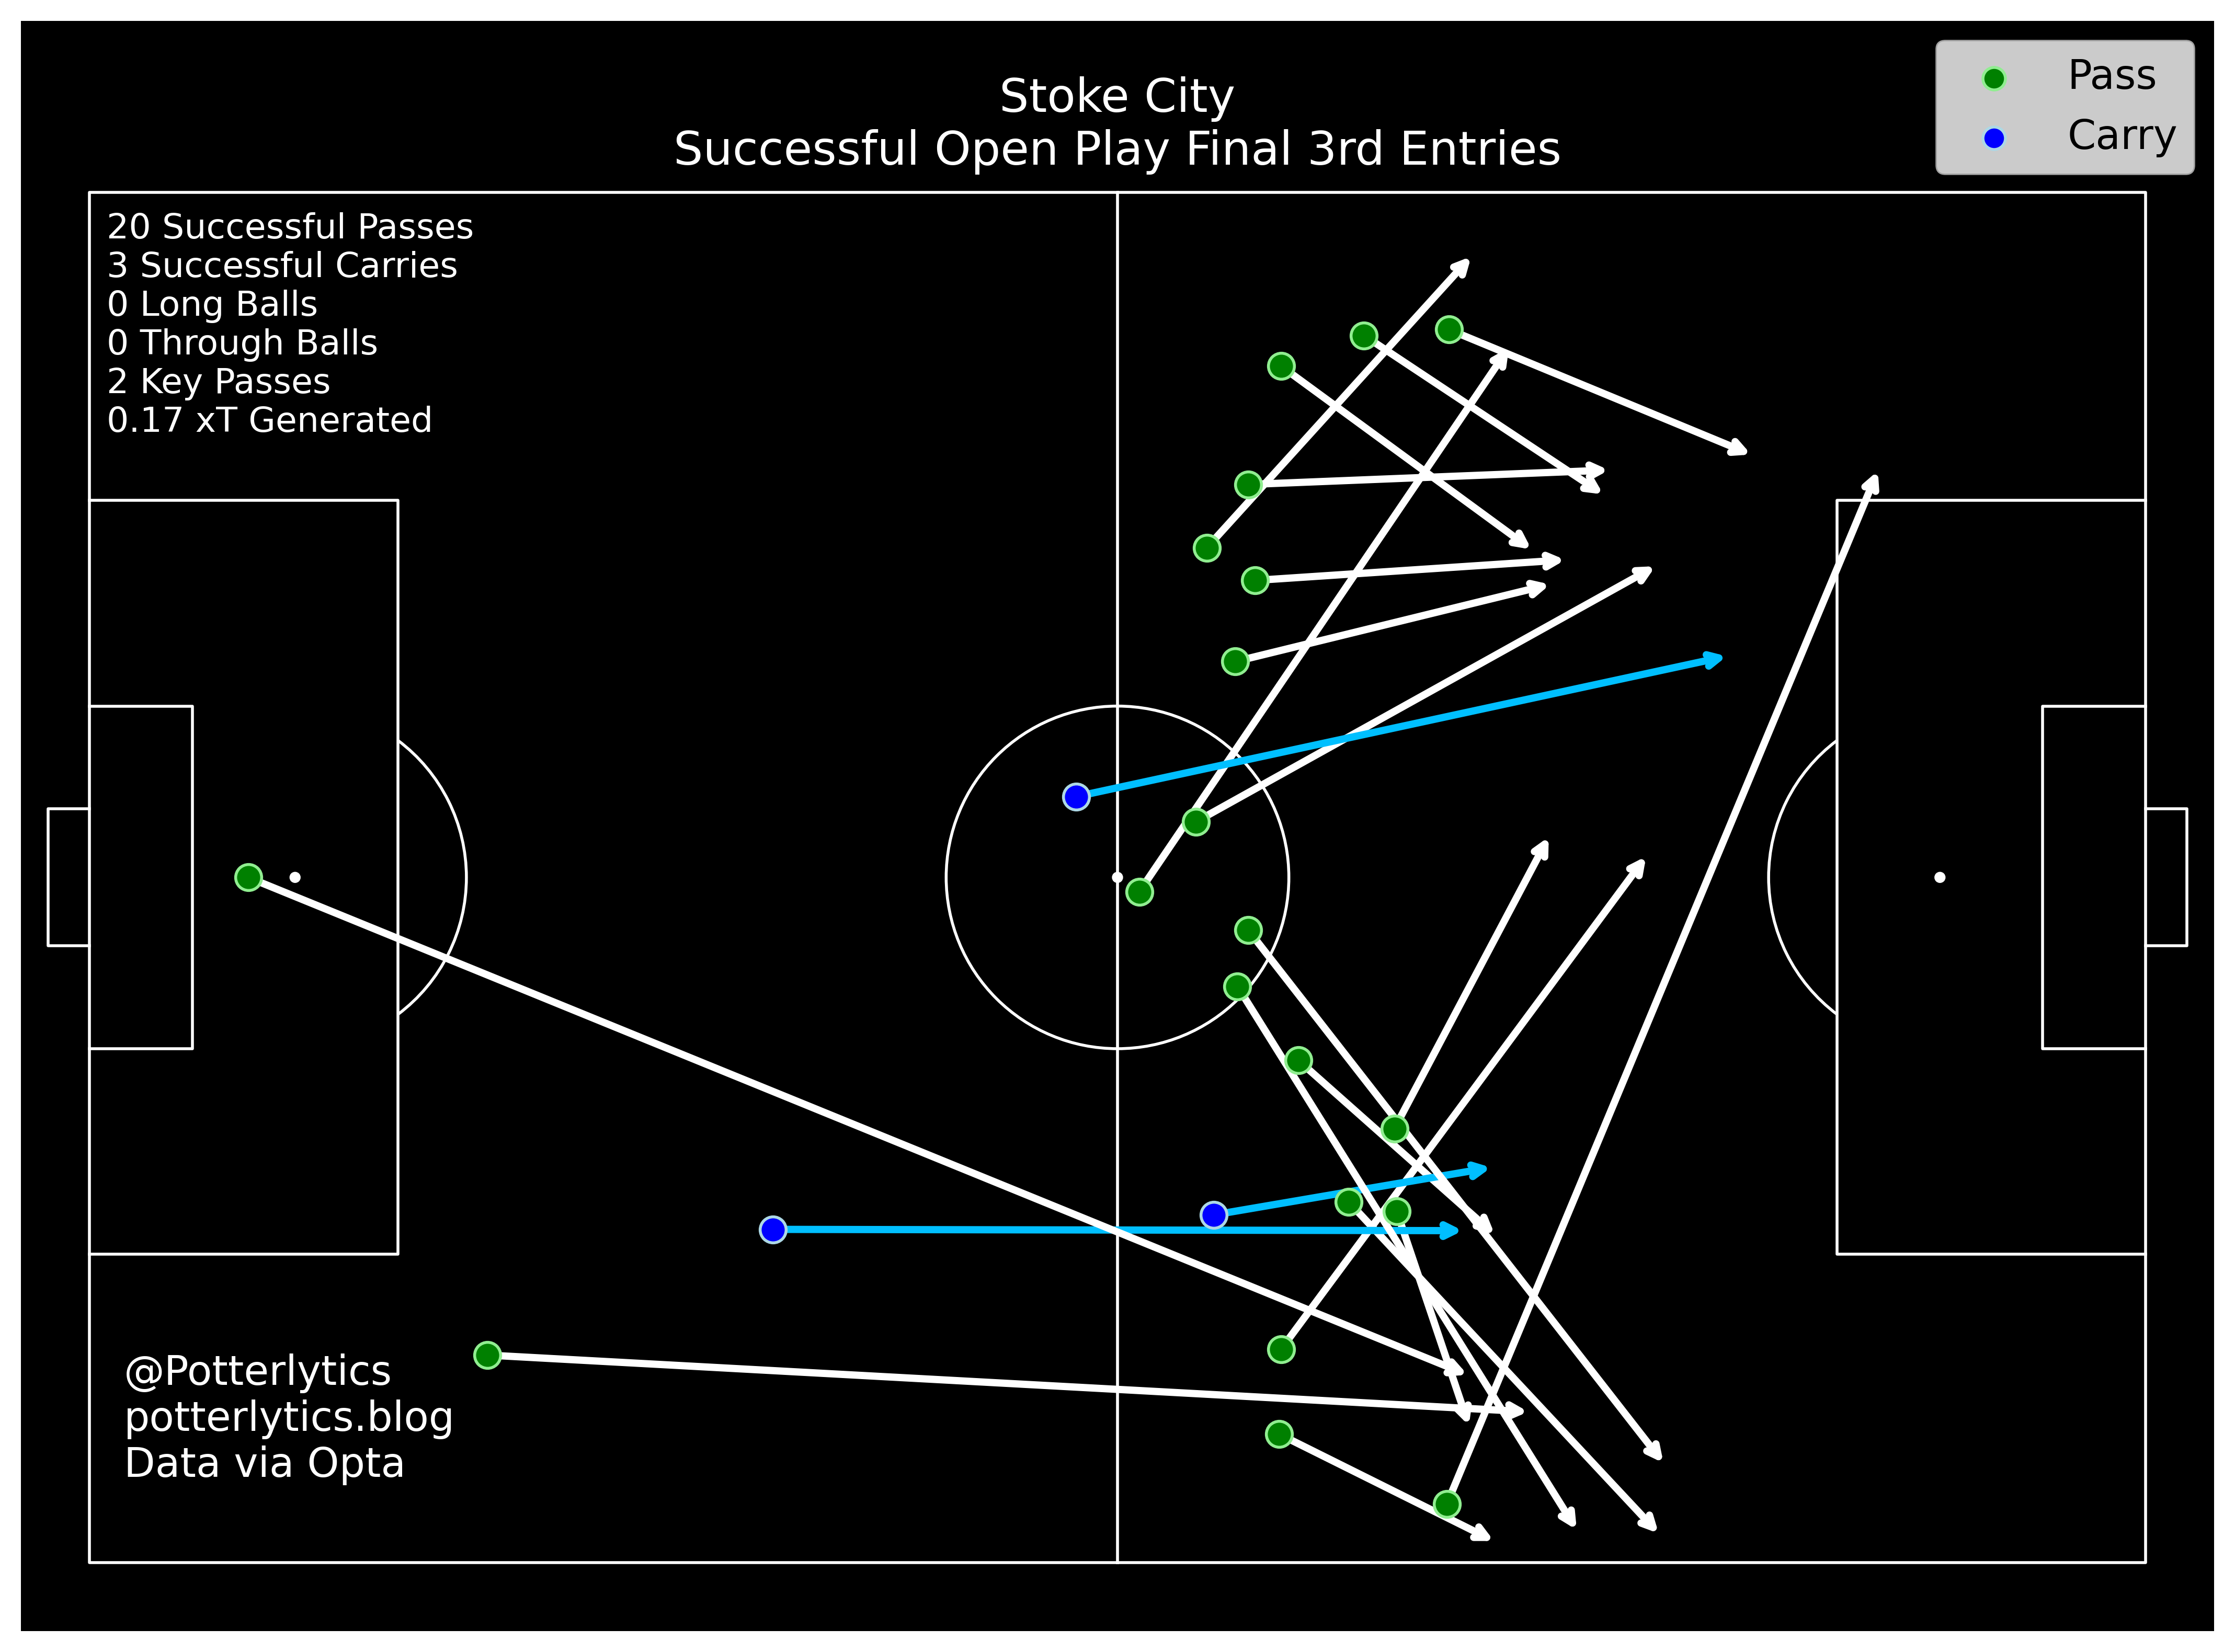 Stoke City
Successful Open Play Final 3rd Entries
Pass
Carry
20 Successful Passes
3 Successful Carries
0 Long Balls
0 Through Balls
2 Key Passes
0.17 xT Generated
@Potterlytics
potterlytics.blog
Data via Opta